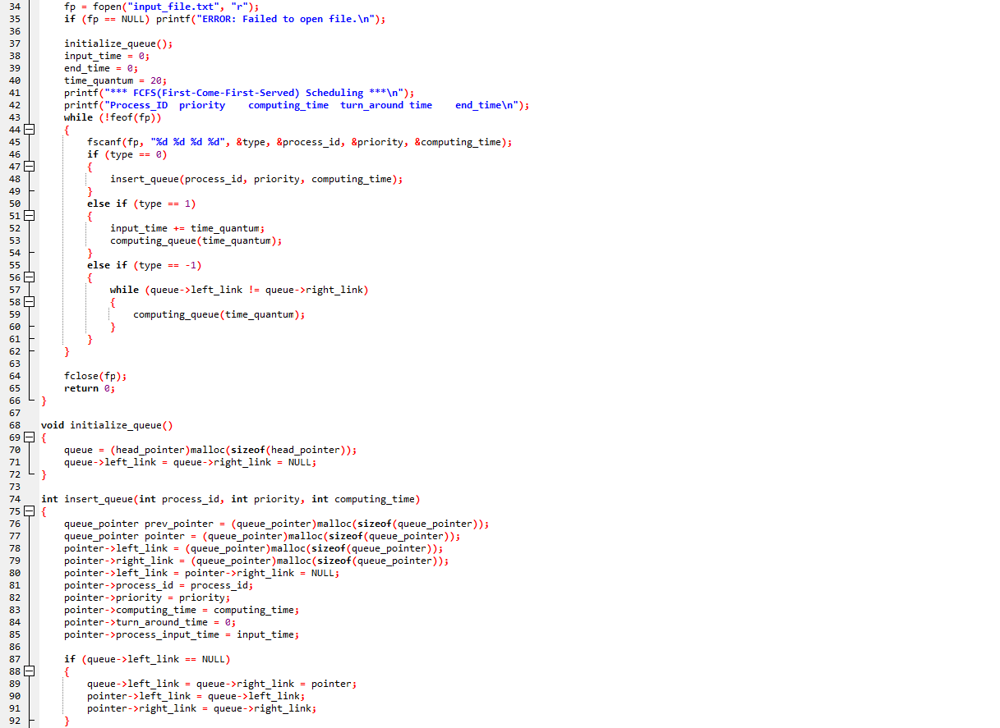 34 fp = fopen("input_file.txt", "r");
35 if (fp == NULL) printf("ERROR: Failed to open file.\n");
36
37 initialize_queue();
38 input_time = 0;
39 end_time = 0;
40 time_quantum = 20;
41 printf("*** FCFS(First-Come-First-Served) Scheduling ***\n");
42 printf("Process_ID  priority    computing_time  turn_around time    end_time\n");
43 while (!feof(fp))
44 {
45 fscanf(fp, "%d %d %d %d", &type, &process_id, &priority, &computing_time);
46 if (type == 0)
47 {
48 insert_queue(process_id, priority, computing_time);
49 }
50 else if (type == 1)
51 {
52 input_time += time_quantum;
53 computing_queue(time_quantum);
54 }
55 else if (type == -1)
56 {
57 while (queue->left_link != queue->right_link)
58 {
59 computing_queue(time_quantum);
60 }
61 }
62 }
63
64 fclose(fp);
65 return 0;
66 }
67
68 void initialize_queue()
69 {
70 queue = (head_pointer)malloc(sizeof(head_pointer));
71 queue->left_link = queue->right_link = NULL;
72 }
73
74 int insert_queue(int process_id, int priority, int computing_time)
75 {
76 queue_pointer prev_pointer = (queue_pointer)malloc(sizeof(queue_pointer));
77 queue_pointer pointer = (queue_pointer)malloc(sizeof(queue_pointer));
78 pointer->left_link = (queue_pointer)malloc(sizeof(queue_pointer));
79 pointer->right_link = (queue_pointer)malloc(sizeof(queue_pointer));
80 pointer->left_link = pointer->right_link = NULL;
81 pointer->process_id = process_id;
82 pointer->priority = priority;
83 pointer->computing_time = computing_time;
84 pointer->turn_around_time = 0;
85 pointer->process_input_time = input_time;
86
87 if (queue->left_link == NULL)
88 {
89 queue->left_link = queue->right_link = pointer;
90 pointer->left_link = queue->left_link;
91 pointer->right_link = queue->right_link;
92 }